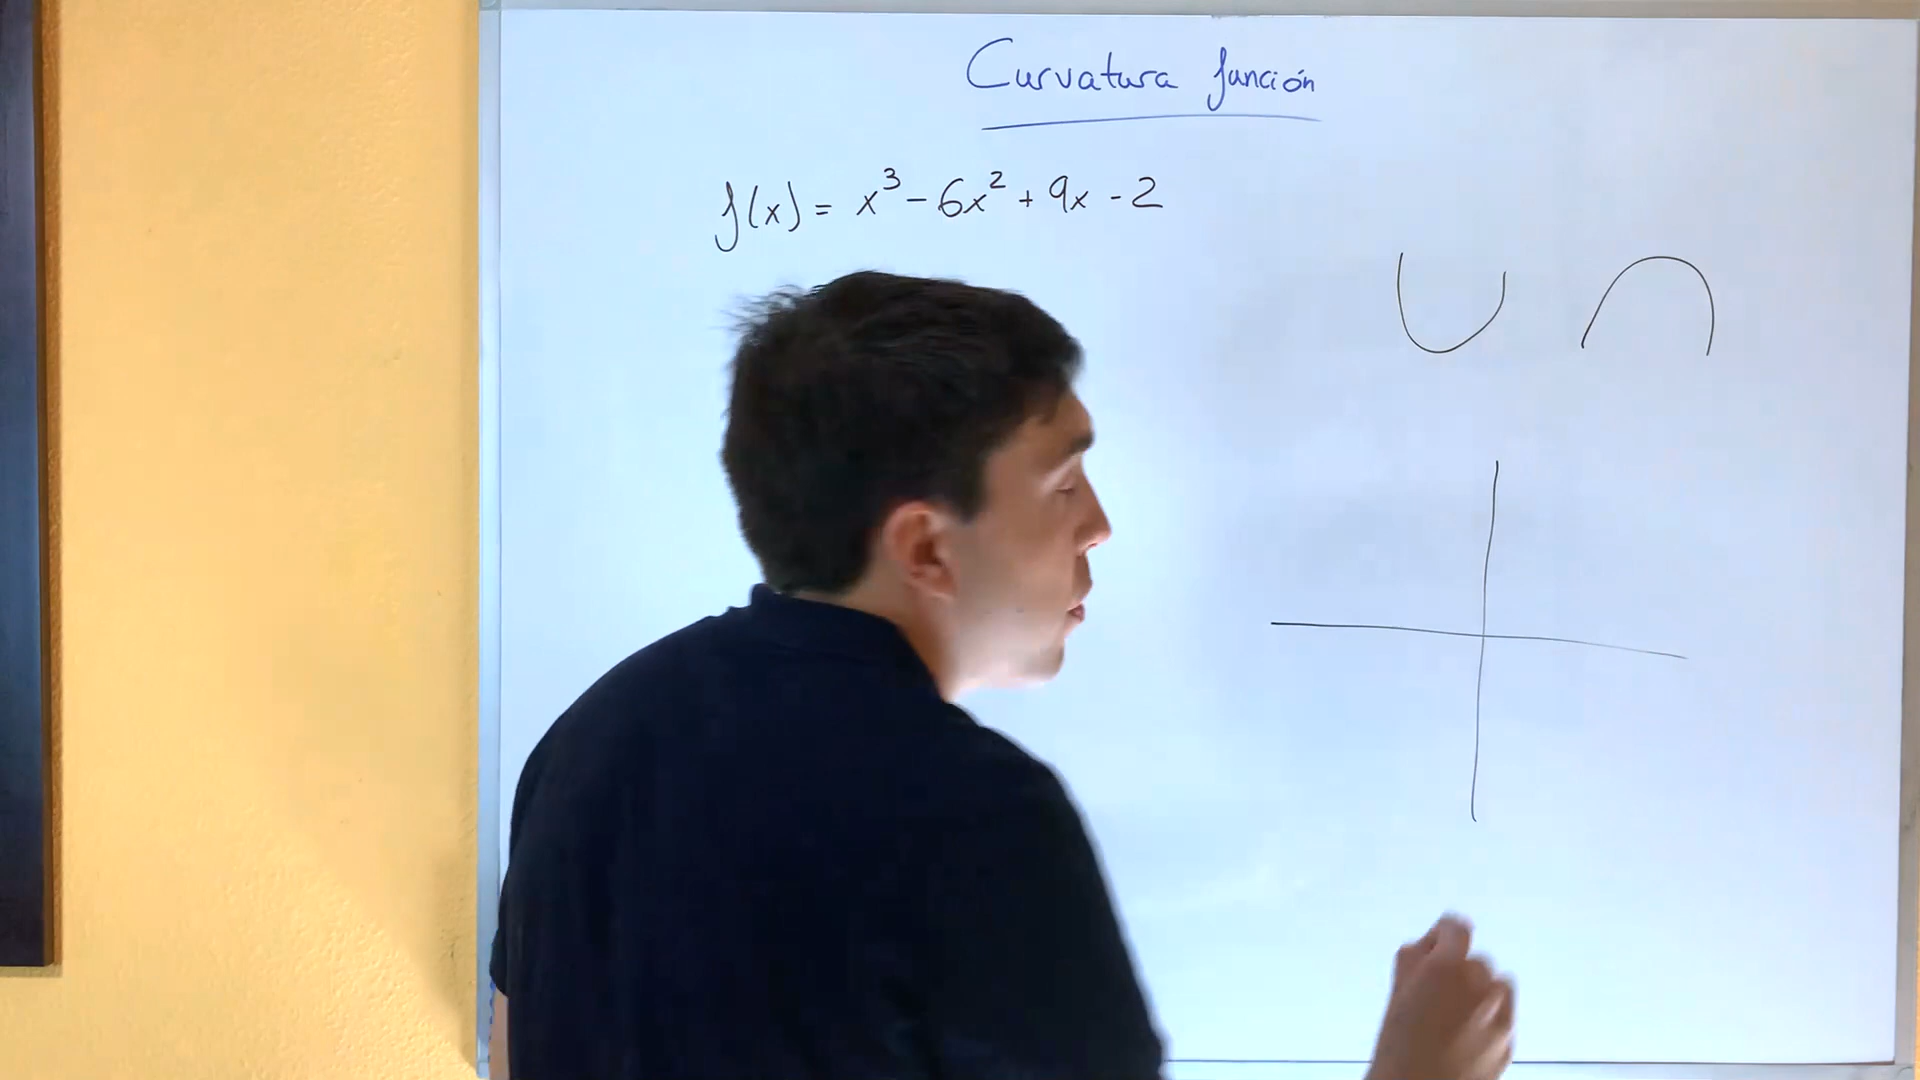 Curvatura función
f(x) = x³ - 6x² + 9x - 2